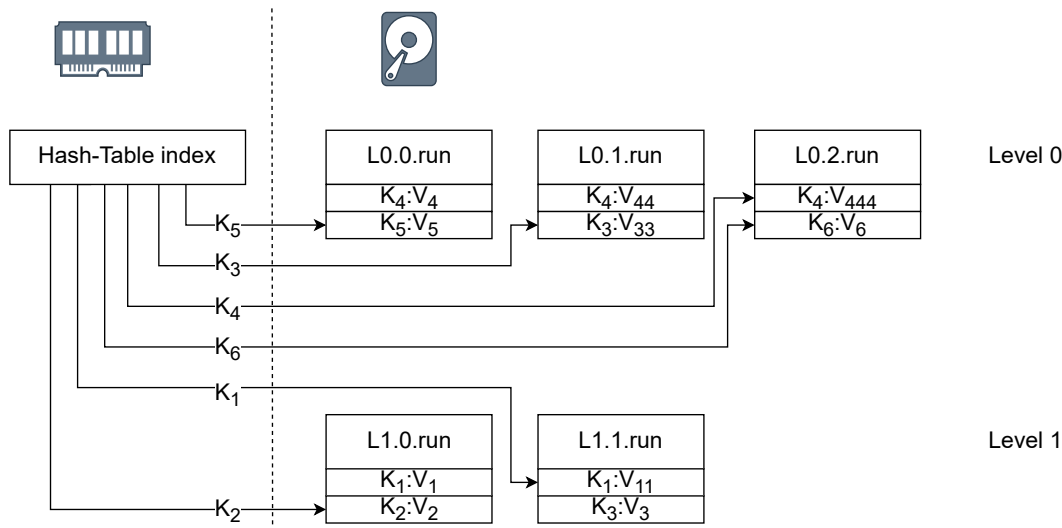 Hash-Table index
L0.0.run
L0.1.run
L0.2.run
Level 0
K₄:V₄
K₄:V₄₄
K₄:V₄₄₄
K₅
K₅:V₅
K₃:V₃₃
K₆:V₆
K₃
K₄
K₆
K₁
L1.0.run
L1.1.run
Level 1
K₁:V₁
K₁:V₁₁
K₂
K₂:V₂
K₃:V₃